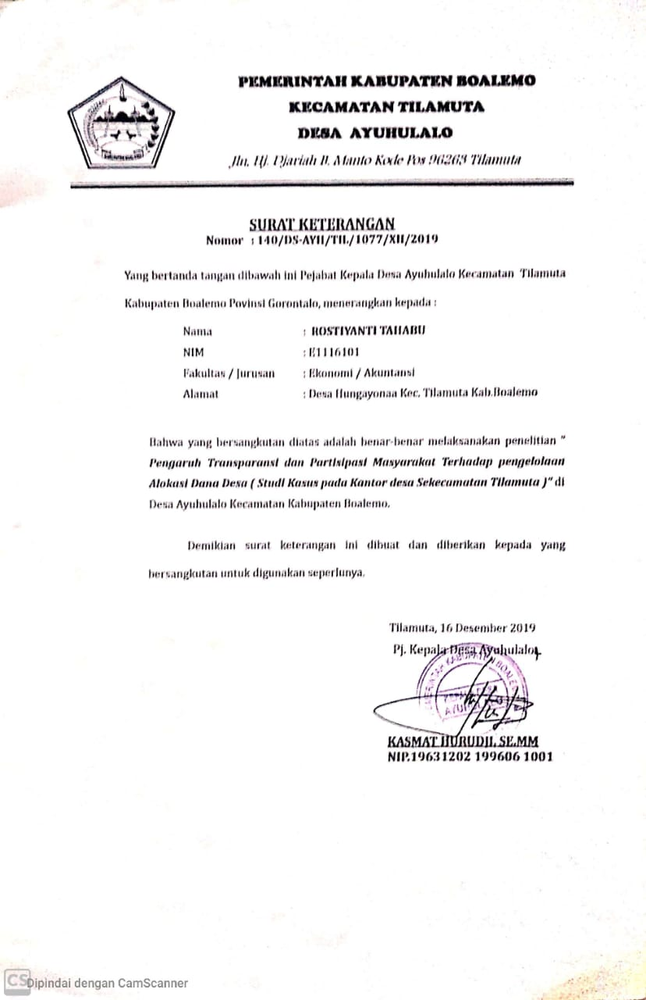 PEMERINTAH KABUPATEN BOALEMO
KECAMATAN TILAMUTA
DESA AYUHULALO
Jln. Hj. Djariah B. Manto Kode Pos 96263 Tilamuta
SURAT KETERANGAN
Nomor : 140/DS-AYH/TIL/1077/XII/2019
Yang bertanda tangan dibawah ini Pejabat Kepala Desa Ayuhulalo Kecamatan Tilamuta
Kabupaten Boalemo Povinsi Gorontalo, menerangkan kepada :
Nama : ROSTIYANTI TAHABU
NIM : E1116101
Fakultas / Jurusan : Ekonomi / Akuntansi
Alamat : Desa Hungayonaa Kec. Tilamuta Kab.Boalemo
Bahwa yang bersangkutan diatas adalah benar-benar melaksanakan penelitian "
Pengaruh Transparansi dan Partisipasi Masyarakat Terhadap pengelolaan
Alokasi Dana Desa ( Studi Kasus pada Kantor desa Sekecamatan Tilamuta )" di
Desa Ayuhulalo Kecamatan Kabupaten Boalemo.
Demikian surat keterangan ini dibuat dan diberikan kepada yang
bersangkutan untuk digunakan seperlunya.
Tilamuta, 16 Desember 2019
Pj. Kepala Desa Ayuhulalo
KASMAT HURUDJI, SE.MM
NIP.19631202 199606 1001
CS Dipindai dengan CamScanner